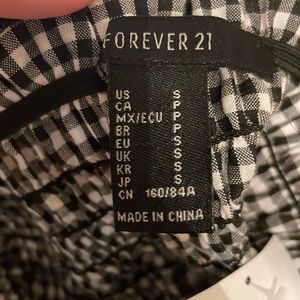 FOREVER 21
US S
CA P
MX/ECU P
BR P
EU S
UK S
KR S
JP S
CN 160/84A
MADE IN CHINA